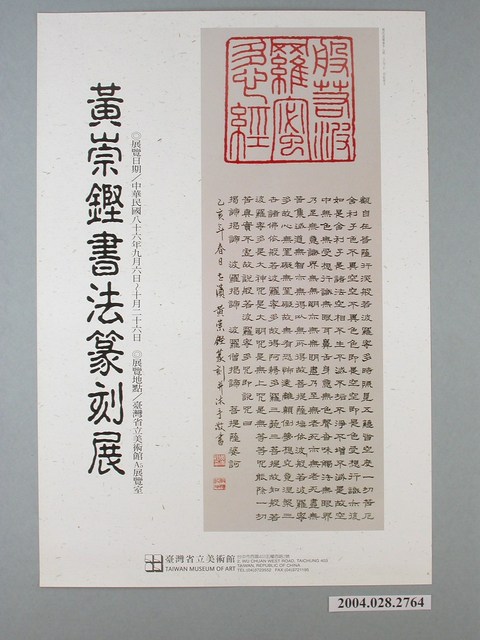 般若波
羅蜜
多心經
觀自在菩薩行深般若波羅蜜多時照見五蘊皆空度一切苦厄
舍利子色不異空空不異色色即是空空即是色受想行識亦復
如是舍利子是諸法空相不生不滅不垢不淨不增不減是故空
中無色無受想行識無眼耳鼻舌身意無色聲香味觸法無眼界
乃至無意識界無無明亦無無明盡乃至無老死亦無老死盡無
苦集滅道無智亦無得以無所得故菩提薩埵依般若波羅蜜
多故心無罣礙無罣礙故無有恐怖遠離顛倒夢想究竟涅槃三
世諸佛依般若波羅蜜多故得阿耨多羅三藐三菩提故知般若
波羅蜜多是大神咒是大明咒是無上咒是無等等咒能除一切
苦真實不虛故說般若波羅蜜多咒即說咒曰
揭諦揭諦 波羅揭諦 波羅僧揭諦 菩提薩婆訶
乙亥年春日 黃崇鏗篆刻并沐手敬書
◎展覽日期/中華民國八十六年九月六日~十月二十六日 ◎展覽地點/臺灣省立美術館A5展覽室
黃崇鏗書法篆刻展
臺灣省立美術館
TAIWAN MUSEUM OF ART
2, WU CHUAN WEST ROAD, TAICHUNG 403
TAIWAN, REPUBLIC OF CHINA
2004.028.2764